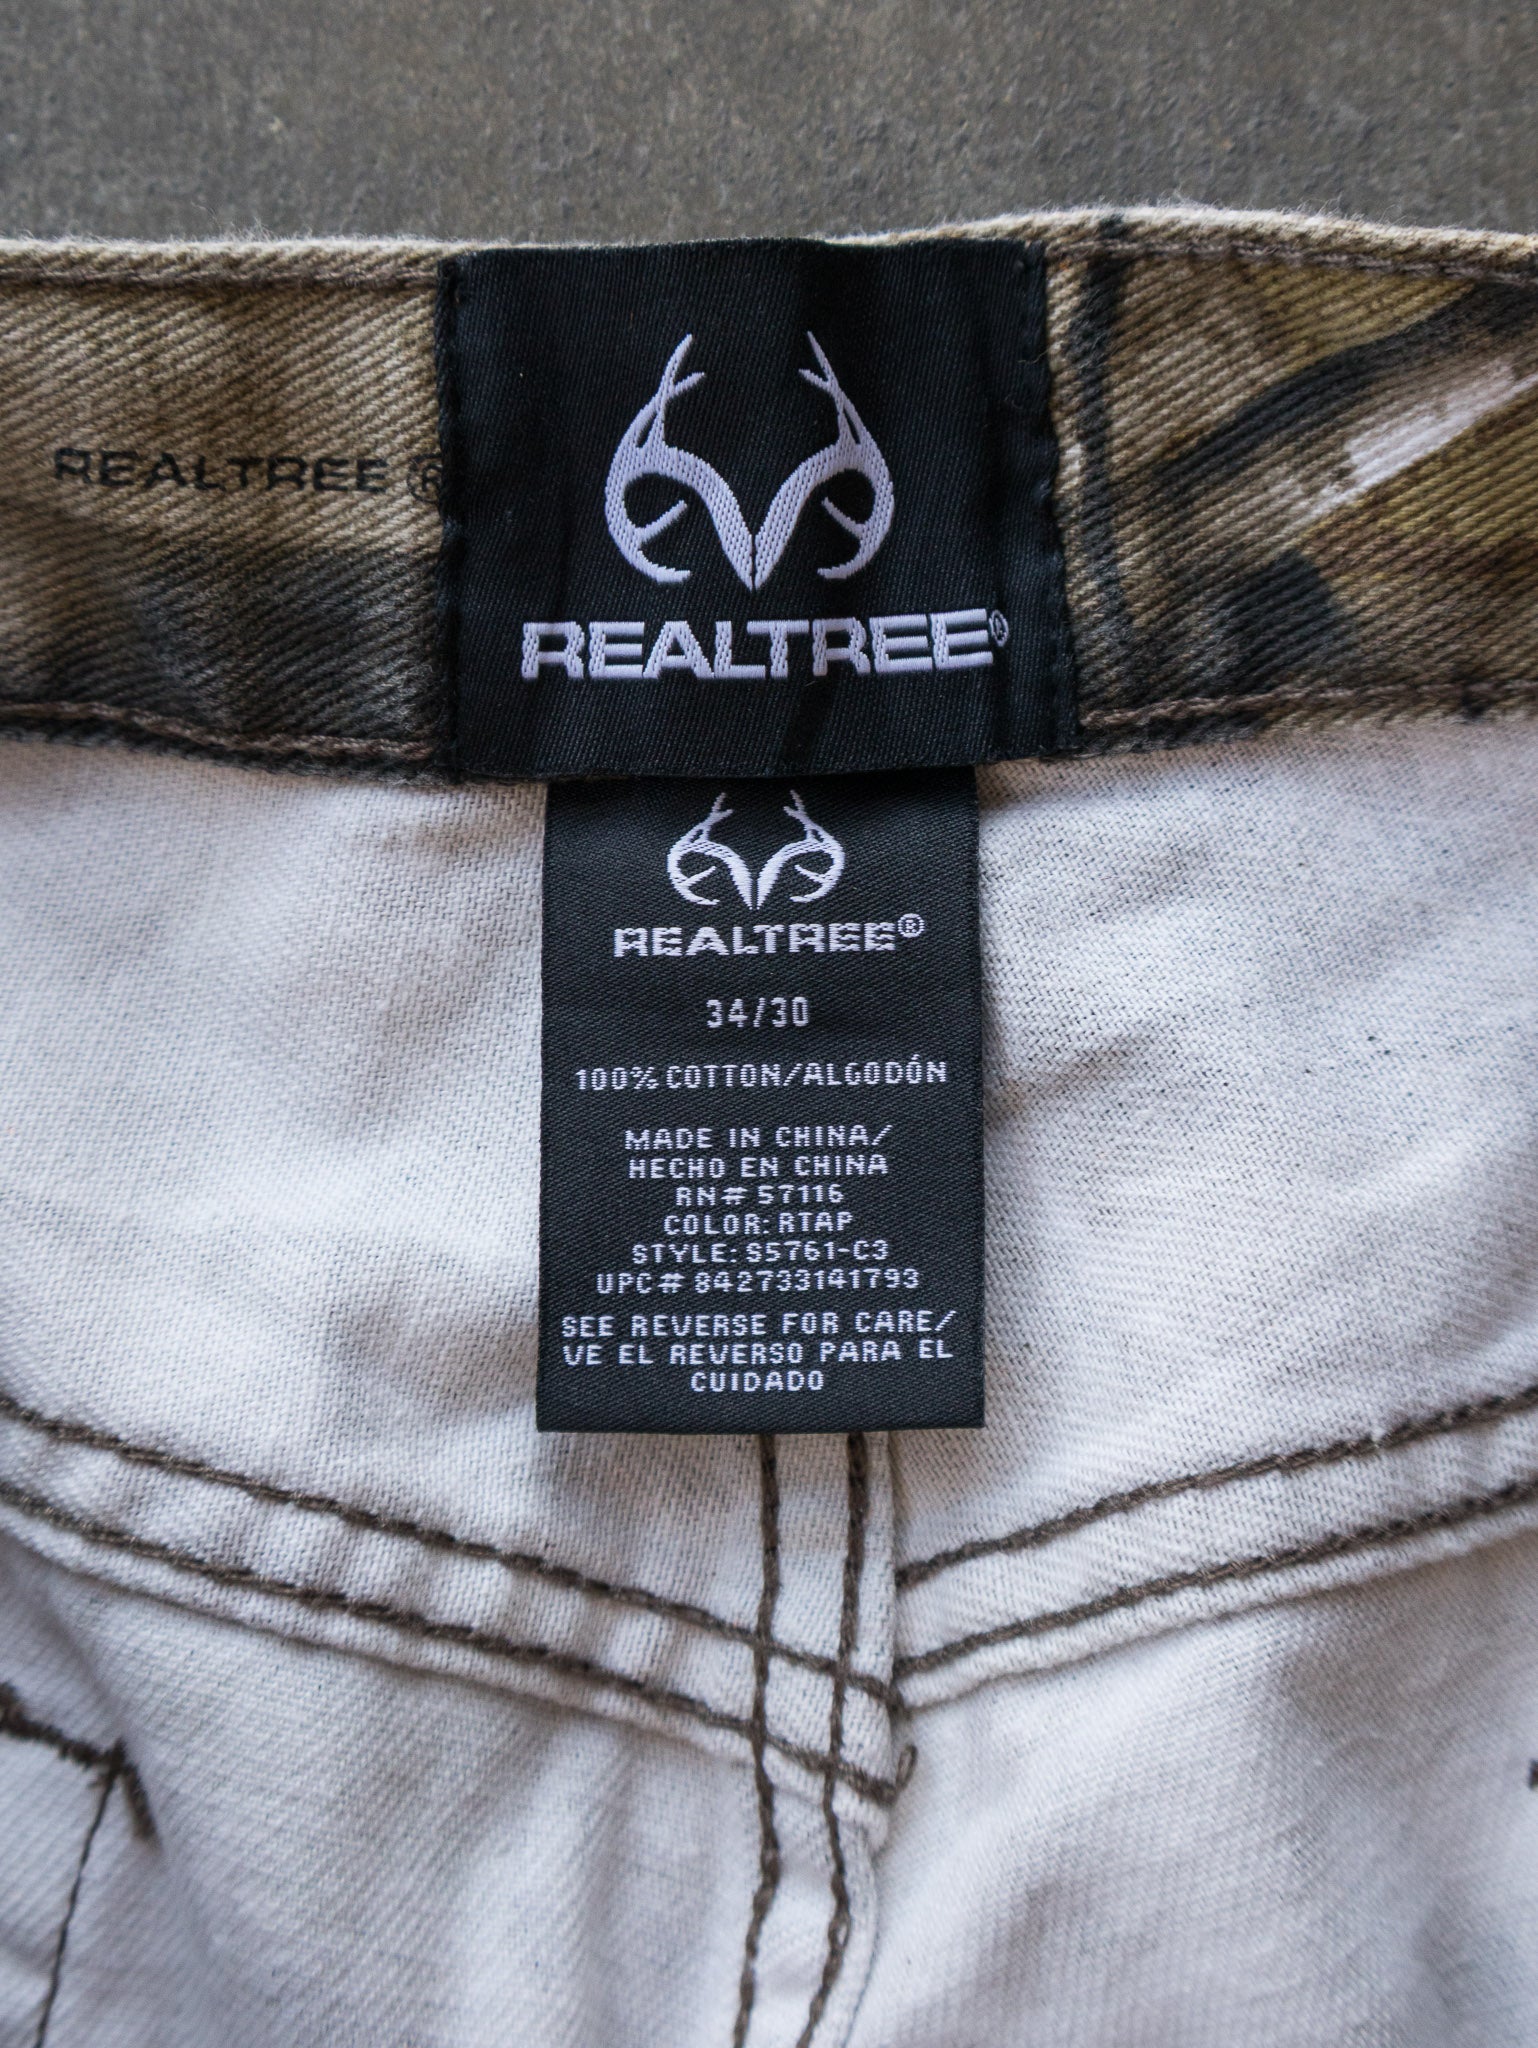 REALTREE ®
REALTREE®
REALTREE®
34/30
100% COTTON/ALGODÓN
MADE IN CHINA/
HECHO EN CHINA
RN# 57116
COLOR: RTAP
STYLE: S5761-C3
UPC# 842733141793
SEE REVERSE FOR CARE/
VE EL REVERSO PARA EL
CUIDADO